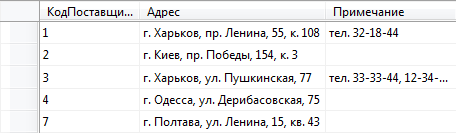 КодПоставщи... Адрес Примечание
1 г. Харьков, пр. Ленина, 55, к. 108 тел. 32-18-44
2 г. Киев, пр. Победы, 154, к. 3
3 г. Харьков, ул. Пушкинская, 77 тел. 33-33-44, 12-34-...
4 г. Одесса, ул. Дерибасовская, 75
7 г. Полтава, ул. Ленина, 15, кв. 43